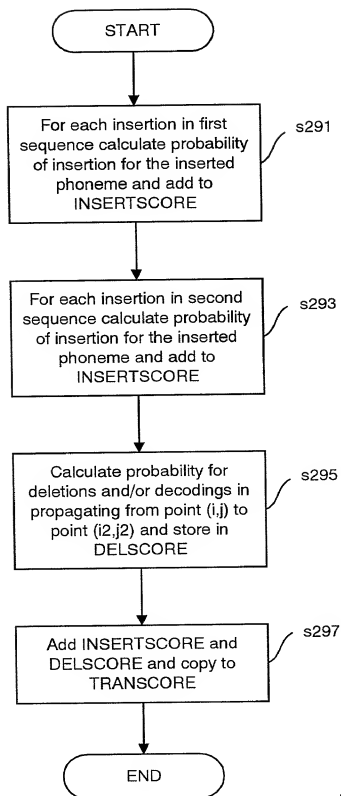 START
For each insertion in first
sequence calculate probability
of insertion for the inserted
phoneme and add to
INSERTSCORE
s291
For each insertion in second
sequence calculate probability
of insertion for the inserted
phoneme and add to
INSERTSCORE
s293
Calculate probability for
deletions and/or decodings in
propagating from point (i,j) to
point (i2,j2) and store in
DELSCORE
s295
Add INSERTSCORE and
DELSCORE and copy to
TRANSCORE
s297
END